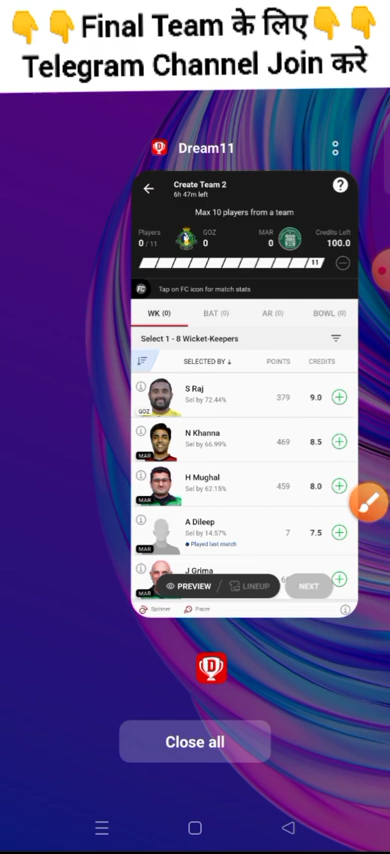 👇👇Final Team के लिए👇👇
Telegram Channel Join करे
Dream11
Create Team 2
6h 47m left
Max 10 players from a team
Players GOZ MAR Credits Left
0 / 11 0 0 100.0
11
FC Tap on FC icon for match stats
WK (0) BAT (0) AR (0) BOWL (0)
Select 1 - 8 Wicket-Keepers
SELECTED BY ↓ POINTS CREDITS
S Raj
Sel by 72.44% 379 9.0
GOZ
N Khanna
Sel by 66.99% 469 8.5
MAR
H Mughal
Sel by 62.15% 459 8.0
MAR
A Dileep
Sel by 14.57% 7 7.5
Played last match
MAR
J Grima
PREVIEW LINEUP NEXT
MAR
Spinner Pacer
Close all